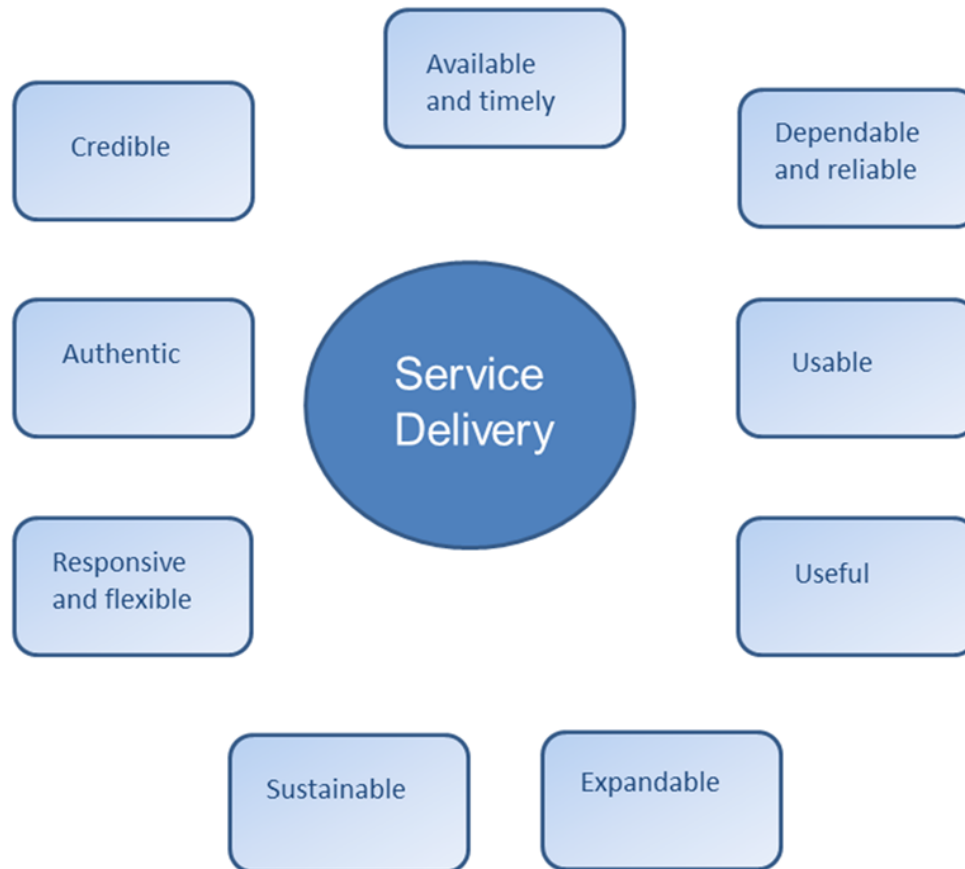 Available
and timely
Credible
Dependable
and reliable
Authentic
Service
Delivery
Usable
Responsive
and flexible
Useful
Sustainable
Expandable